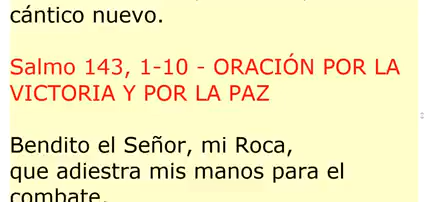 cántico nuevo.
Salmo 143, 1-10 - ORACIÓN POR LA
VICTORIA Y POR LA PAZ
Bendito el Señor, mi Roca,
que adiestra mis manos para el
combate,